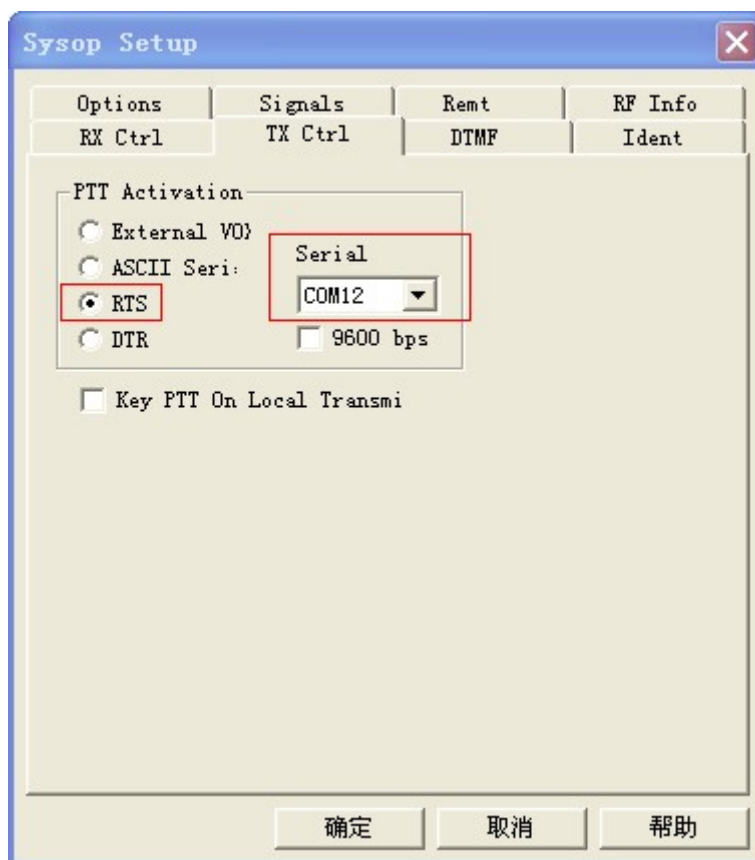 Sysop Setup
Options Signals Remt RF Info
RX Ctrl TX Ctrl DTMF Ident
PTT Activation
External VO}
ASCII Seri:
Serial
RTS
COM12
DTR
9600 bps
Key PTT On Local Transmi
确定 取消 帮助